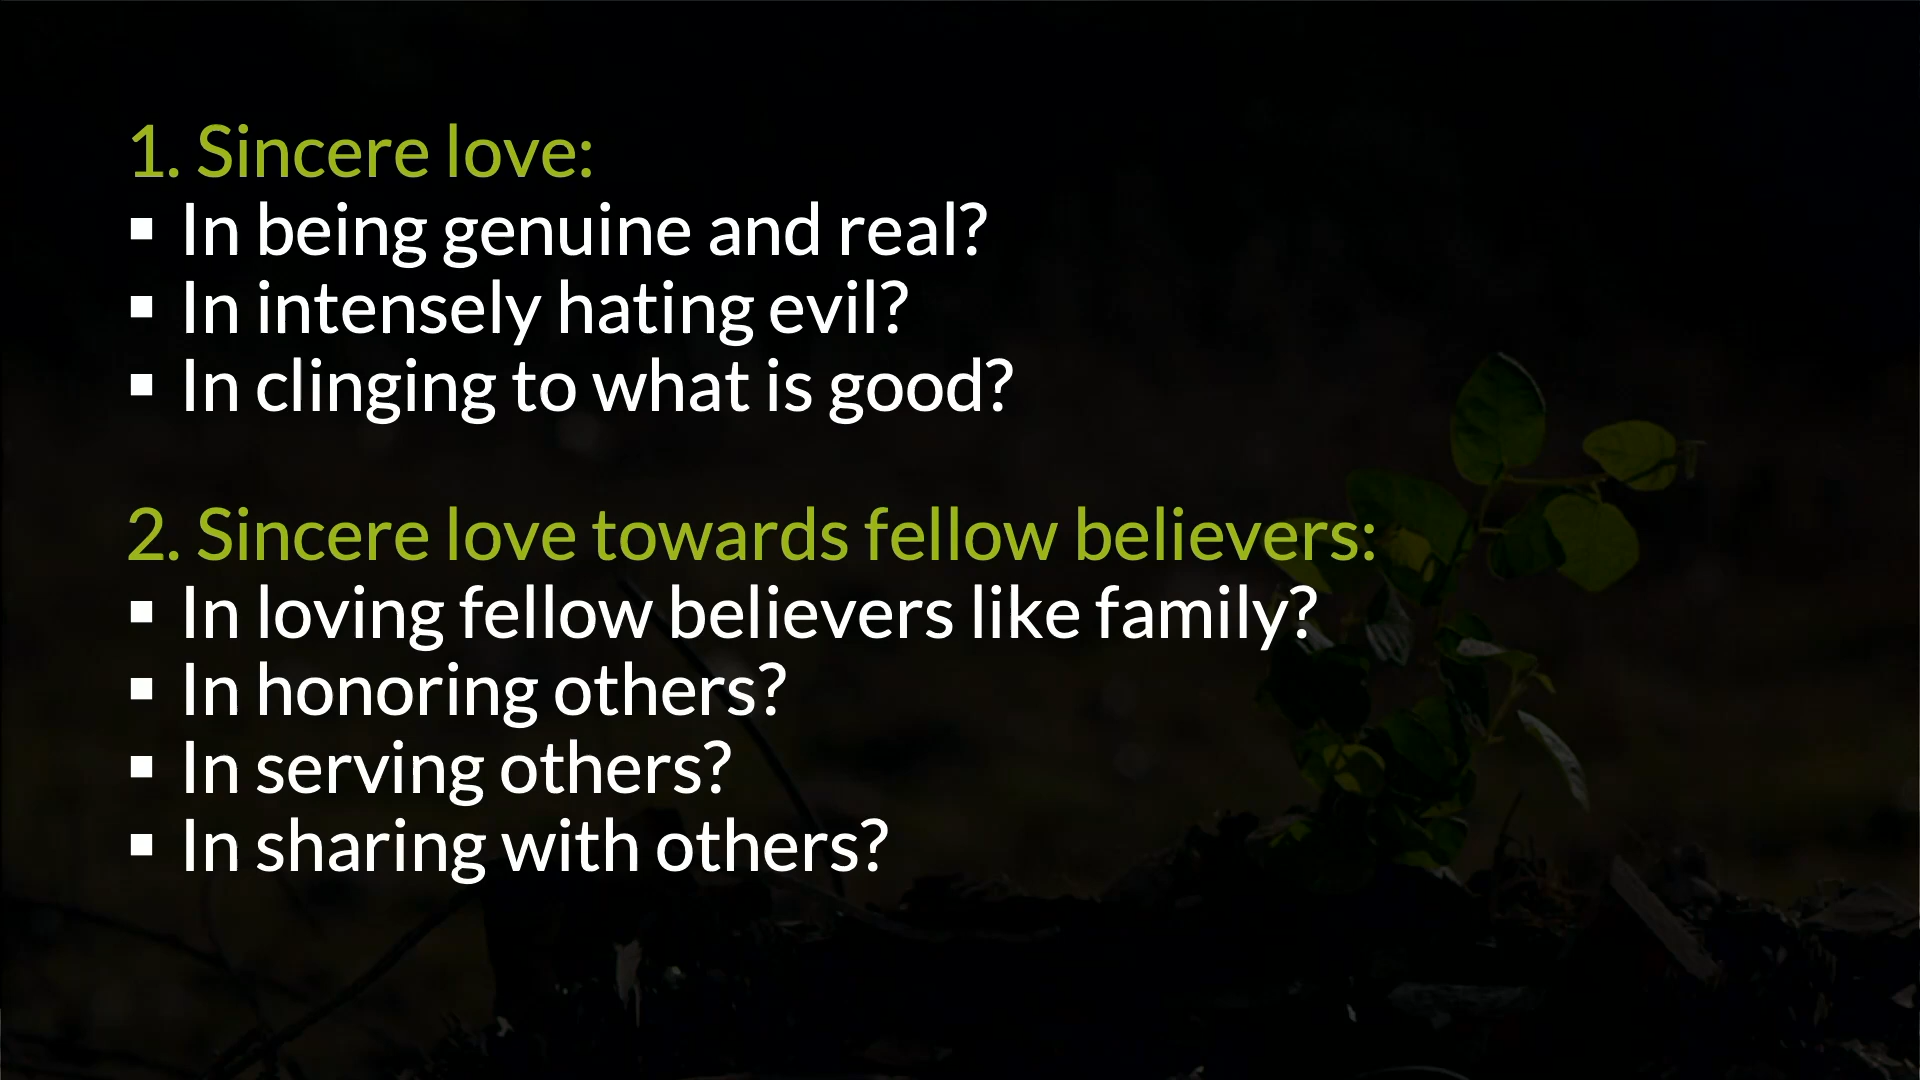 1. Sincere love:
▪ In being genuine and real?
▪ In intensely hating evil?
▪ In clinging to what is good?
2. Sincere love towards fellow believers:
▪ In loving fellow believers like family?
▪ In honoring others?
▪ In serving others?
▪ In sharing with others?